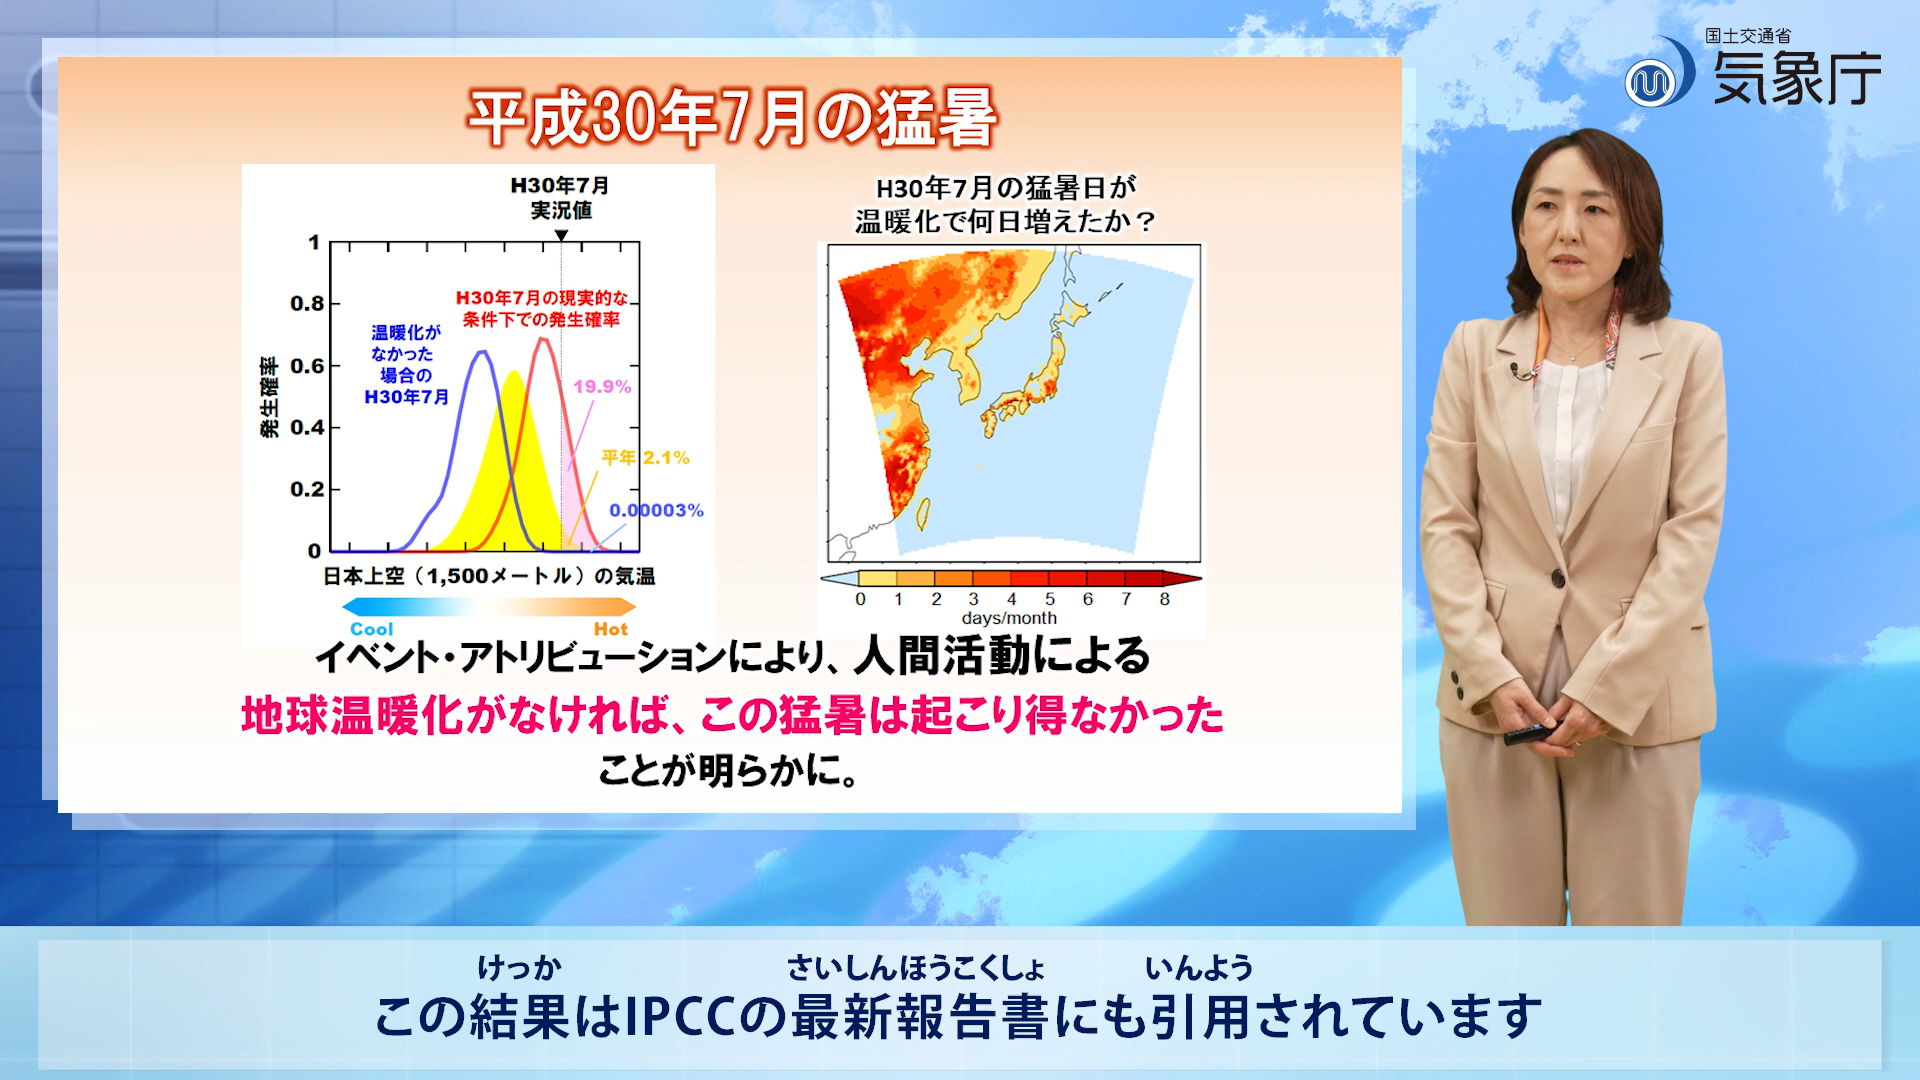 国土交通省
気象庁
平成30年7月の猛暑
H30年7月
実況値
1
0.8
0.6
0.4
0.2
0
発生確率
温暖化が
なかった
場合の
H30年7月
H30年7月の現実的な
条件下での発生確率
19.9%
平年 2.1%
0.00003%
日本上空（1,500メートル）の気温
Cool
Hot
H30年7月の猛暑日が
温暖化で何日増えたか？
0 1 2 3 4 5 6 7 8
days/month
イベント・アトリビューションにより、人間活動による
地球温暖化がなければ、この猛暑は起こり得なかった
ことが明らかに。
けっか さいしんほうこくしょ いんよう
この結果はIPCCの最新報告書にも引用されています